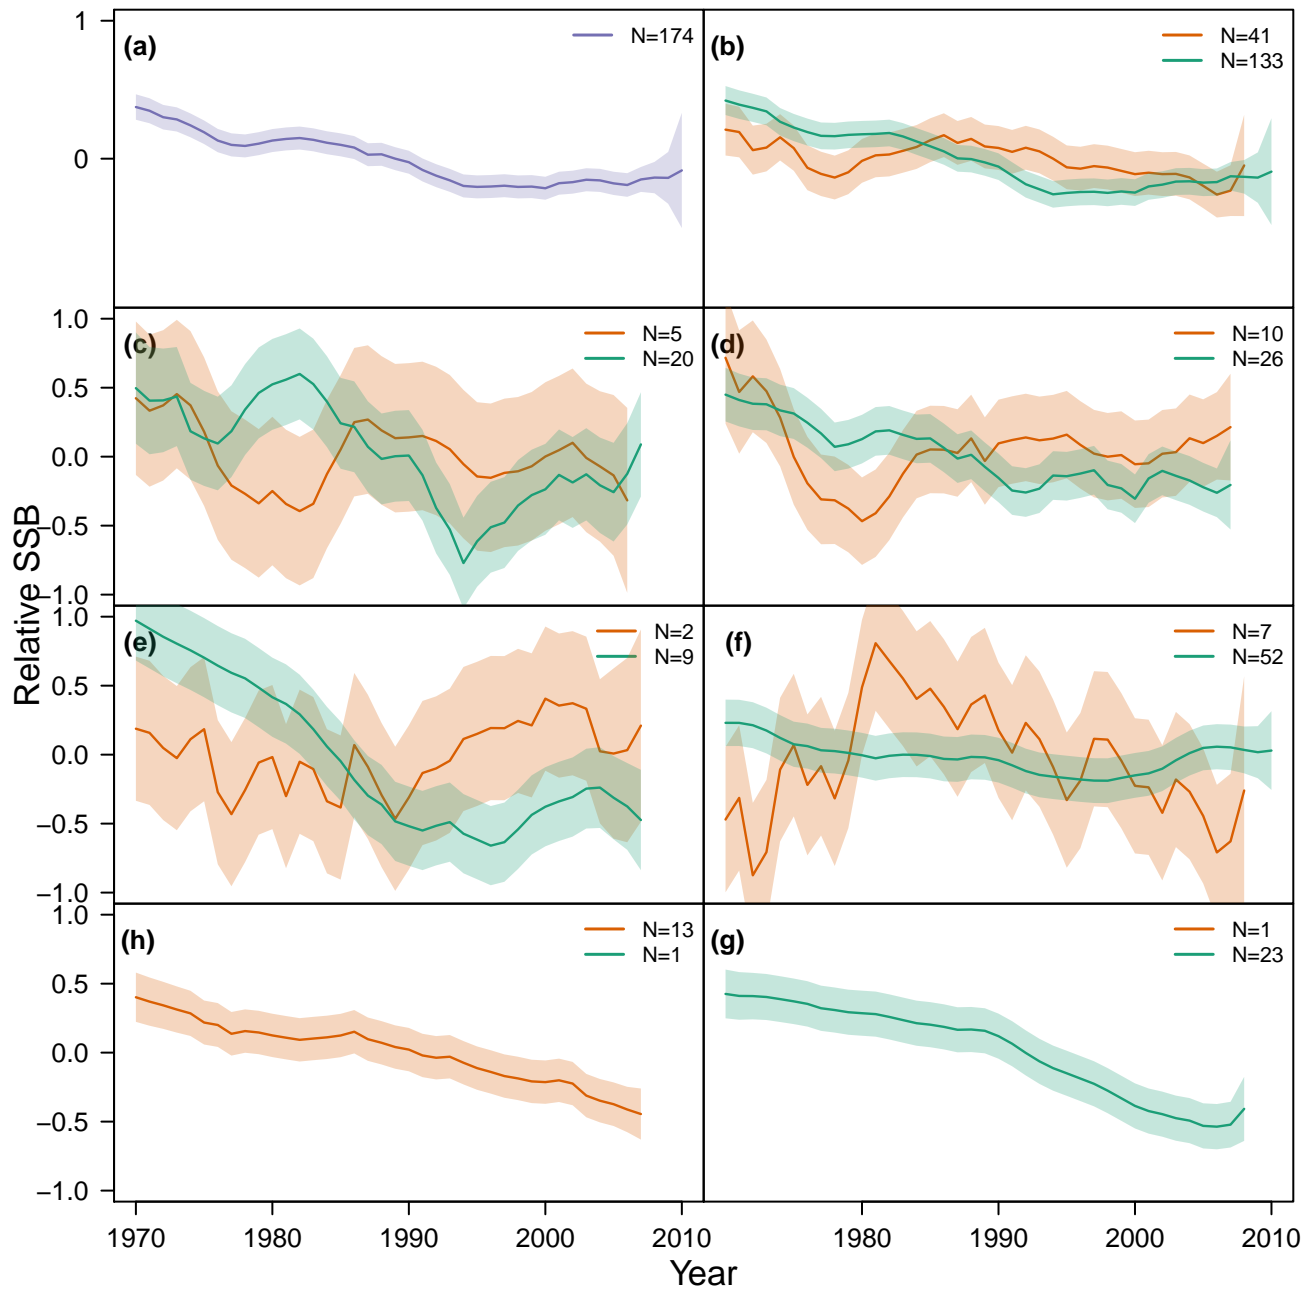 1
(a)
N=174
(b)
N=41
N=133
0
1.0
(c)
N=5
N=20
(d)
N=10
N=26
0.5
0.0
−0.5
−1.0
1.0
(e)
N=2
N=9
(f)
N=7
N=52
0.5
0.0
−0.5
−1.0
1.0
(h)
N=13
N=1
(g)
N=1
N=23
0.5
0.0
−0.5
−1.0
Relative SSB
1970 1980 1990 2000 2010 1980 1990 2000 2010
Year